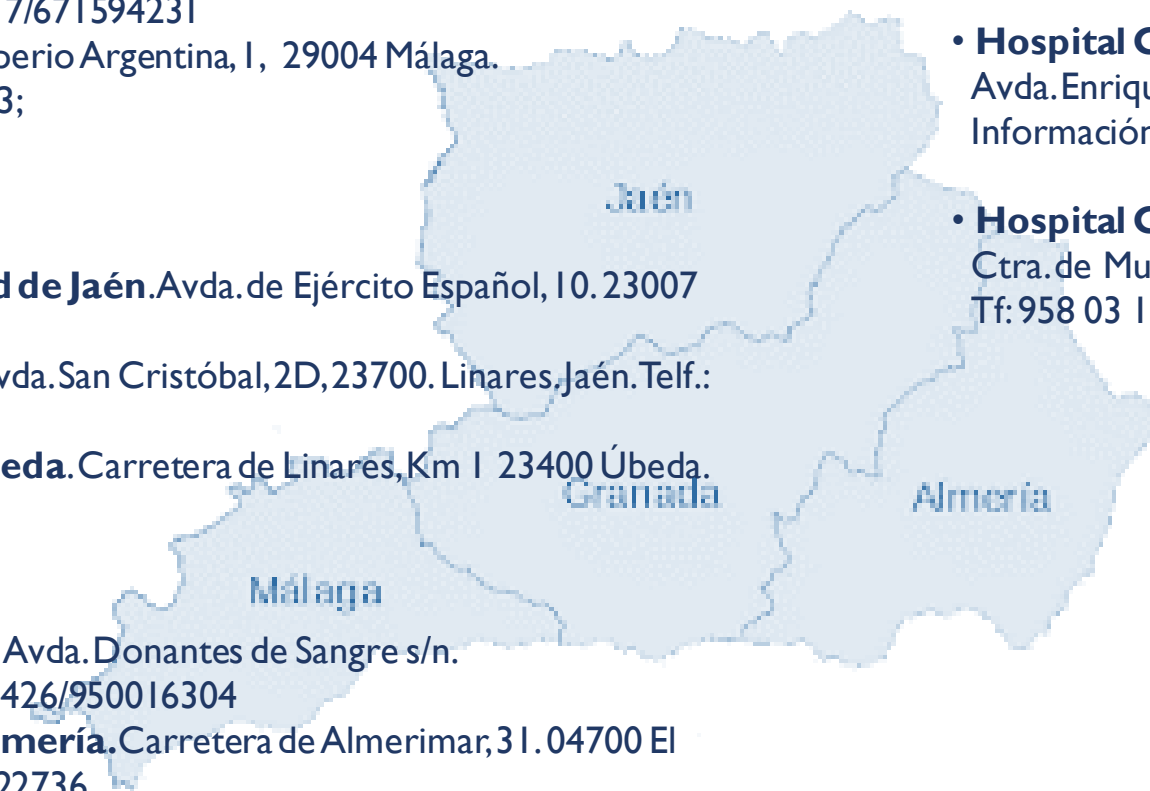 7/671594231
perio Argentina, 1, 29004 Málaga.
3;
d de Jaén. Avda. de Ejército Español, 10. 23007
vda. San Cristóbal, 2D, 23700. Linares, Jaén. Telf.:
eda. Carretera de Linares, Km 1 23400 Úbeda.
Avda. Donantes de Sangre s/n.
426/950016304
mería. Carretera de Almerimar, 31. 04700 El
22736
• Hospital C
Avda. Enriqu
Información
• Hospital C
Ctra. de Mu
Tf: 958 03 1
Jaén
Granada
Almería
Málaga